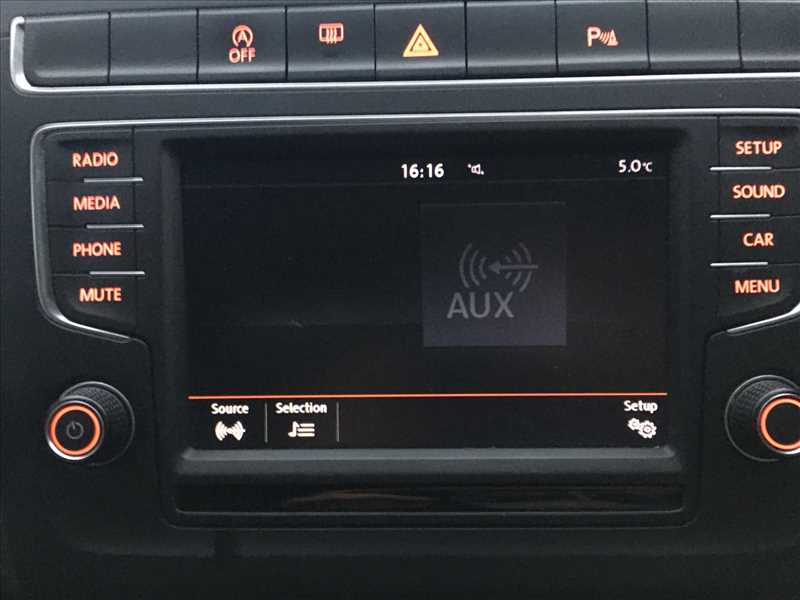 OFF
P
RADIO
MEDIA
PHONE
MUTE
16:16
5.0°C
AUX
Source
Selection
Setup
SETUP
SOUND
CAR
MENU